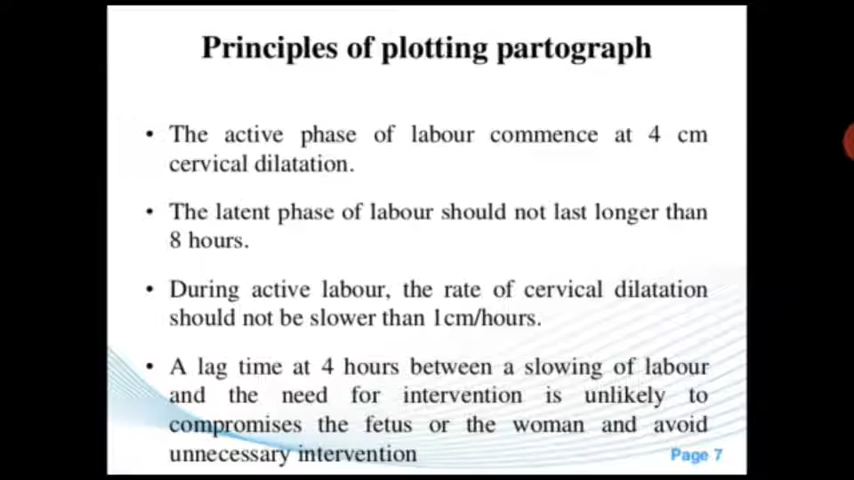 Principles of plotting partograph
• The active phase of labour commence at 4 cm
cervical dilatation.
• The latent phase of labour should not last longer than
8 hours.
• During active labour, the rate of cervical dilatation
should not be slower than 1cm/hours.
• A lag time at 4 hours between a slowing of labour
and the need for intervention is unlikely to
compromises the fetus or the woman and avoid
unnecessary intervention
Page 7